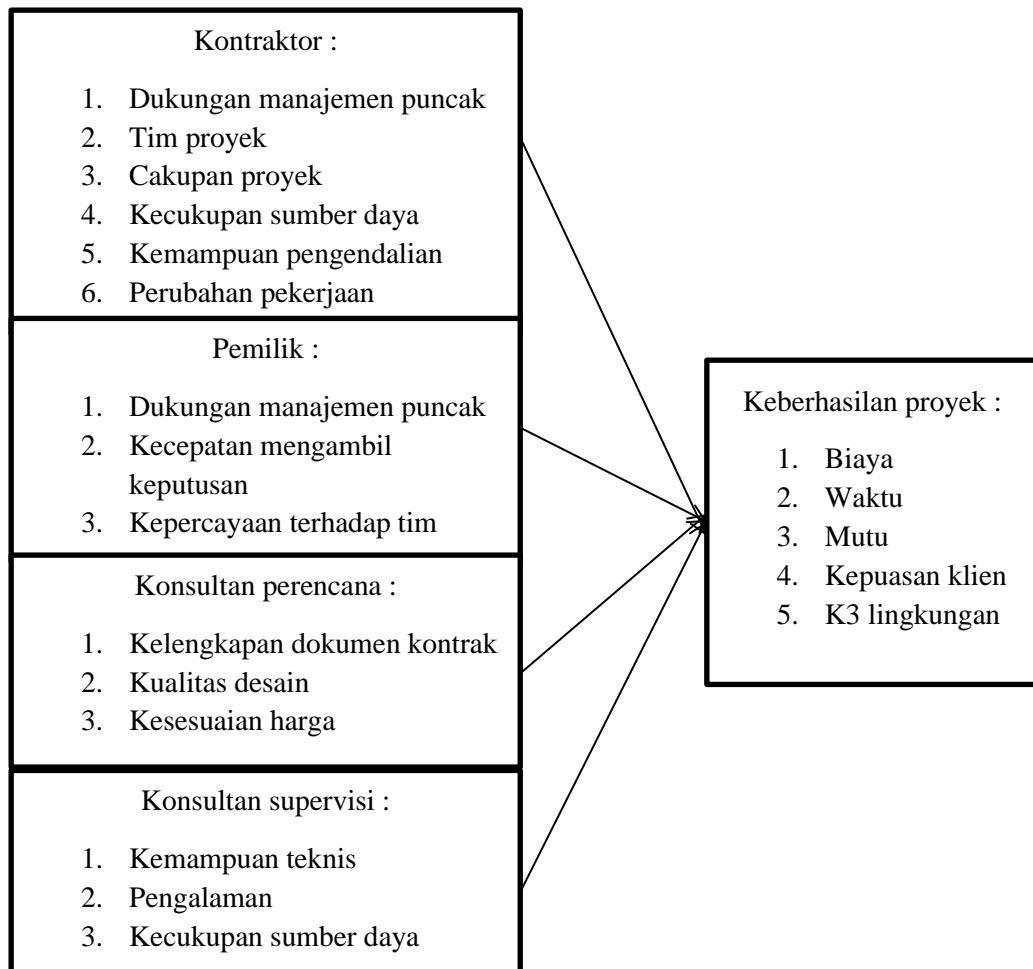 Kontraktor :
1. Dukungan manajemen puncak
2. Tim proyek
3. Cakupan proyek
4. Kecukupan sumber daya
5. Kemampuan pengendalian
6. Perubahan pekerjaan
Pemilik :
1. Dukungan manajemen puncak
2. Kecepatan mengambil
keputusan
3. Kepercayaan terhadap tim
Konsultan perencana :
1. Kelengkapan dokumen kontrak
2. Kualitas desain
3. Kesesuaian harga
Konsultan supervisi :
1. Kemampuan teknis
2. Pengalaman
3. Kecukupan sumber daya
Keberhasilan proyek :
1. Biaya
2. Waktu
3. Mutu
4. Kepuasan klien
5. K3 lingkungan